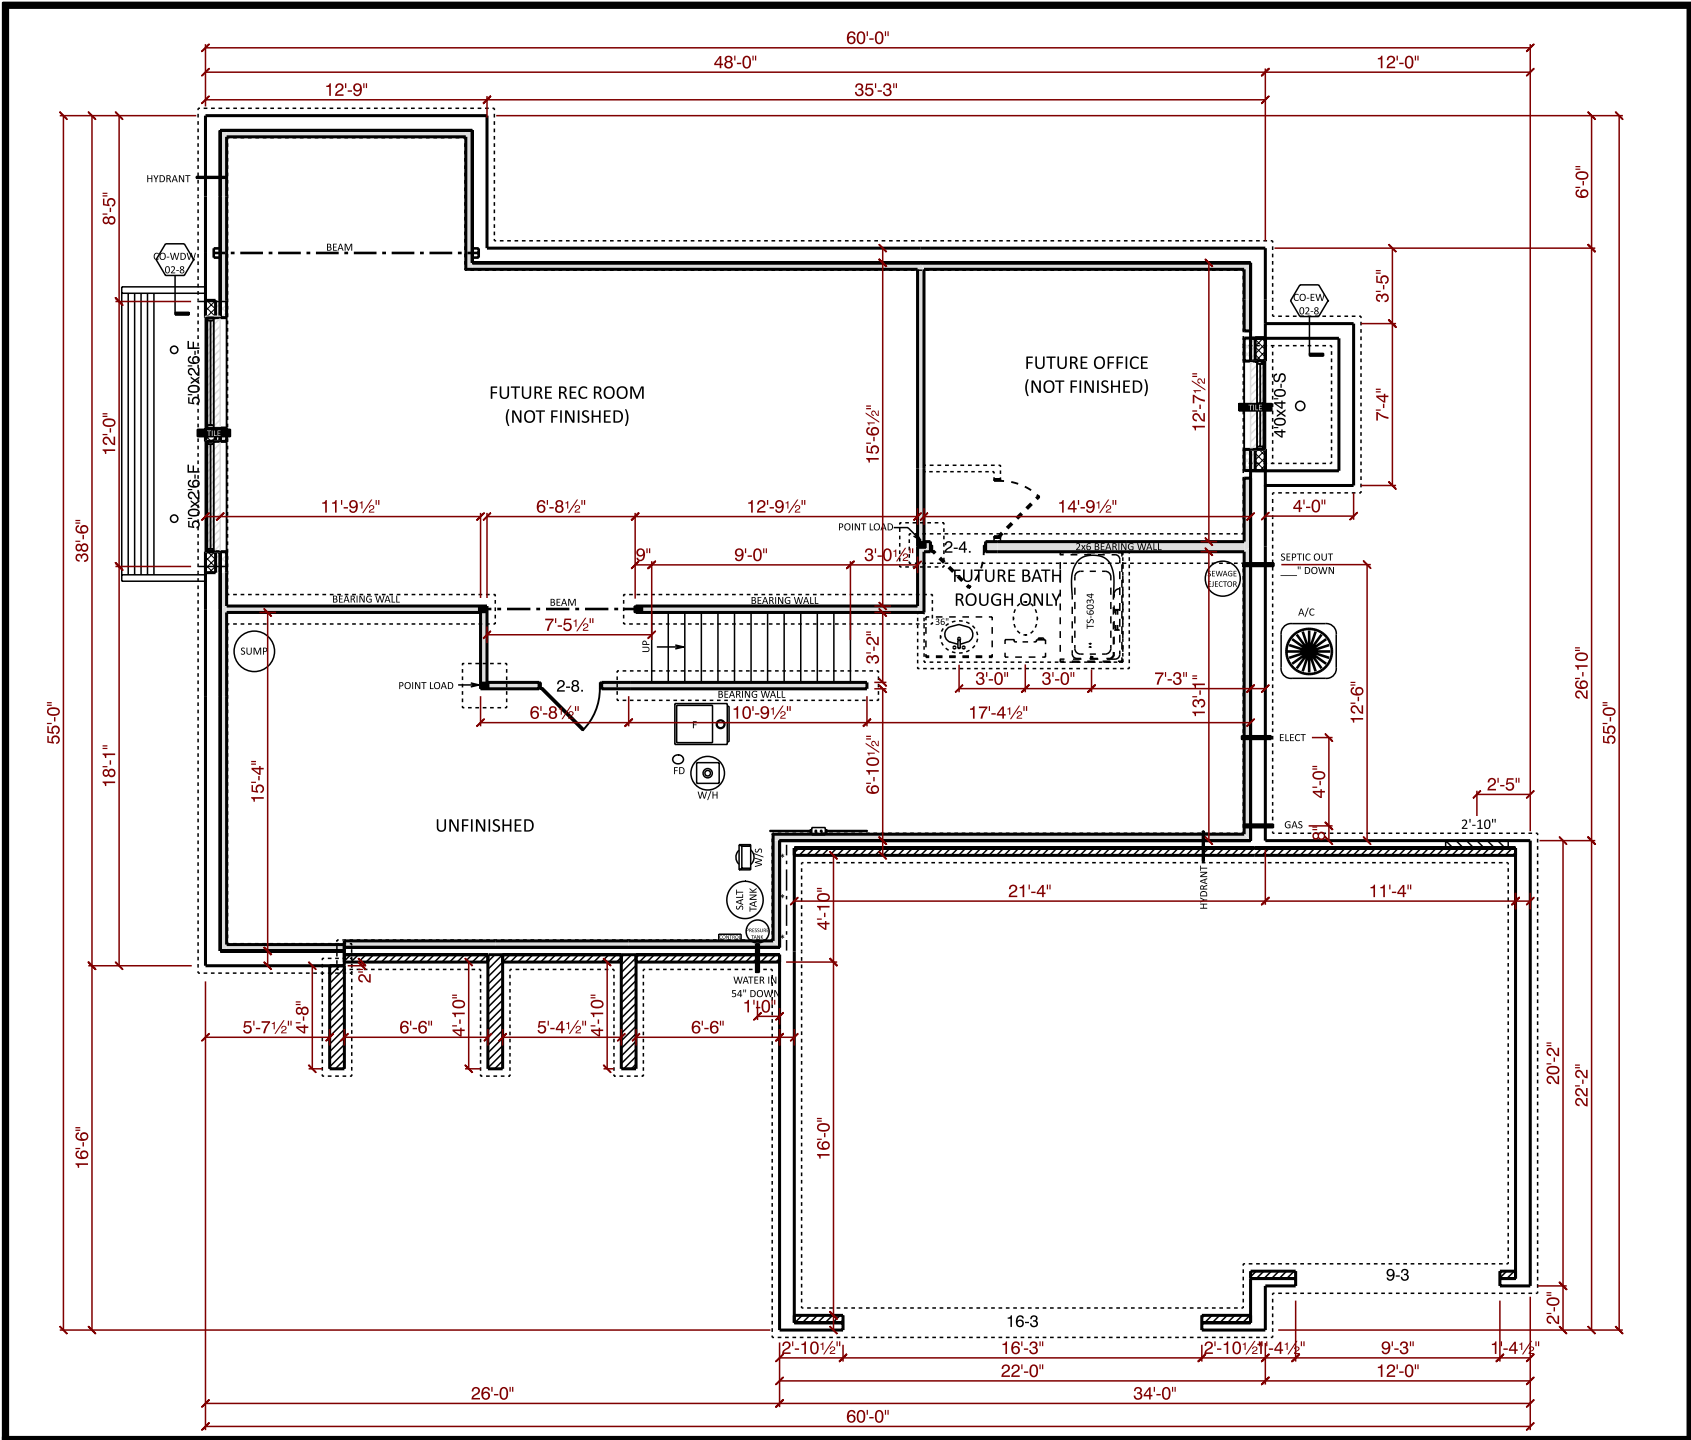 60'-0"
48'-0"
12'-0"
12'-9"
35'-3"
HYDRANT
8'-5"
6'-0"
BEAM
CO-WDW
02-8
3'-5"
CO-EW
02-8
5'0x2'6-F
FUTURE REC ROOM
(NOT FINISHED)
FUTURE OFFICE
(NOT FINISHED)
12'-7½"
4'0x4'0-S
TILE
7'-4"
12'-0"
TILE
15'-6½"
5'0x2'6-F
38'-6"
11'-9½"
6'-8½"
12'-9½"
14'-9½"
4'-0"
POINT LOAD
2-4.
2x6 BEARING WALL
9"
9'-0"
3'-0½"
SEPTIC OUT
___" DOWN
FUTURE BATH
ROUGH ONLY
SEWAGE
EJECTOR
BEARING WALL
BEAM
BEARING WALL
TS-6034
A/C
36"
7'-5½"
UP
3'-2"
SUMP
POINT LOAD
2-8.
BEARING WALL
3'-0"
3'-0"
7'-3"
13'-1"
12'-6"
26'-10"
55'-0"
55'-0"
6'-8½"
10'-9½"
17'-4½"
F
ELECT
18'-1"
15'-4"
FD
W/H
6'-10½"
4'-0"
2'-5"
UNFINISHED
GAS
8"
2'-10"
W/S
SALT
TANK
HYDRANT
4'-10"
21'-4"
11'-4"
PRESSURE
TANK
CONTROL
2"
WATER IN
54" DOWN
1'-0"
5'-7½"
4'-8"
6'-6"
4'-10"
5'-4½"
4'-10"
6'-6"
20'-2"
22'-2"
16'-6"
16'-0"
9-3
2'-0"
16-3
2'-10½"
16'-3"
2'-10½"
1'-4½"
9'-3"
1'-4½"
22'-0"
12'-0"
26'-0"
34'-0"
60'-0"